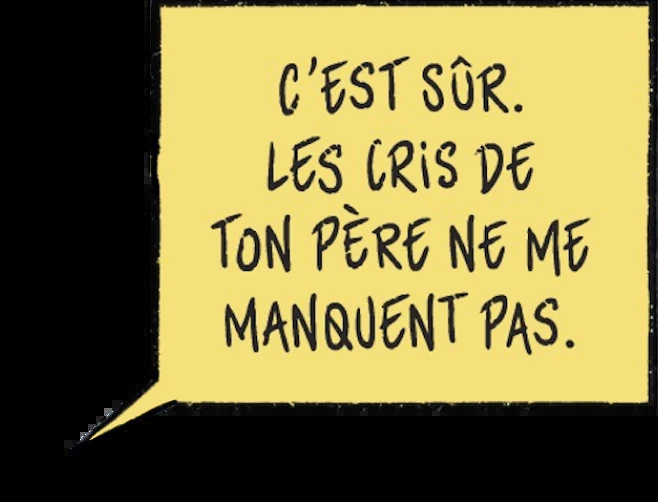 C'EST SÛR.
LES CRIS DE
TON PÈRE NE ME
MANQUENT PAS.